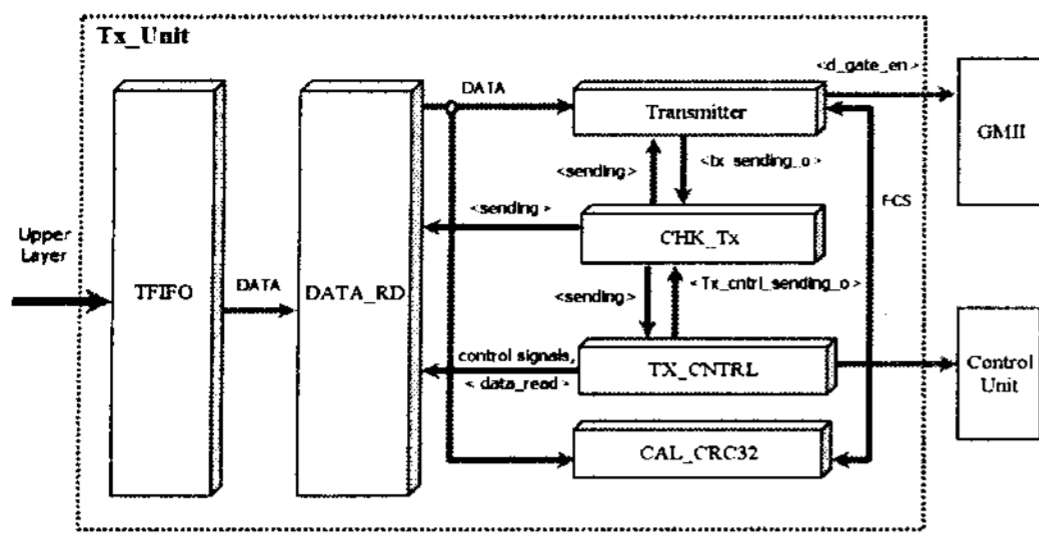 Tx_Unit
<d_gate_en>
DATA
Transmitter
GMII
<sending>
<tx_sending_o>
FCS
<sending>
CHK_Tx
Upper
Layer
TFIFO
DATA
DATA_RD
<sending>
<Tx_cntrl_sending_o>
control signals,
TX_CNTRL
<data_read>
Control
Unit
CAL_CRC32